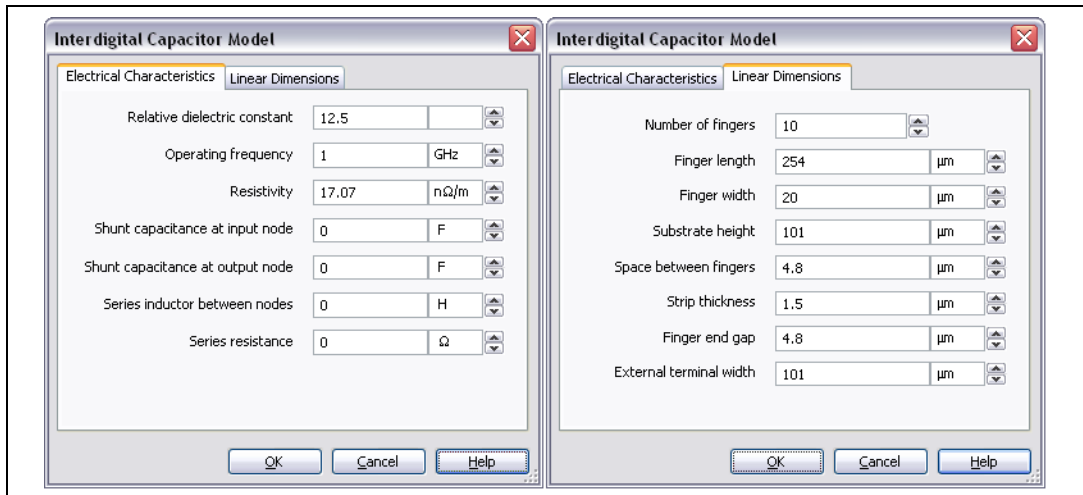 Interdigital Capacitor Model
Electrical Characteristics Linear Dimensions
Relative dielectric constant 12.5
Operating frequency 1 GHz
Resistivity 17.07 nΩ/m
Shunt capacitance at input node 0 F
Shunt capacitance at output node 0 F
Series inductor between nodes 0 H
Series resistance 0 Ω
OK Cancel Help
Interdigital Capacitor Model
Electrical Characteristics Linear Dimensions
Number of fingers 10
Finger length 254 µm
Finger width 20 µm
Substrate height 101 µm
Space between fingers 4.8 µm
Strip thickness 1.5 µm
Finger end gap 4.8 µm
External terminal width 101 µm
OK Cancel Help